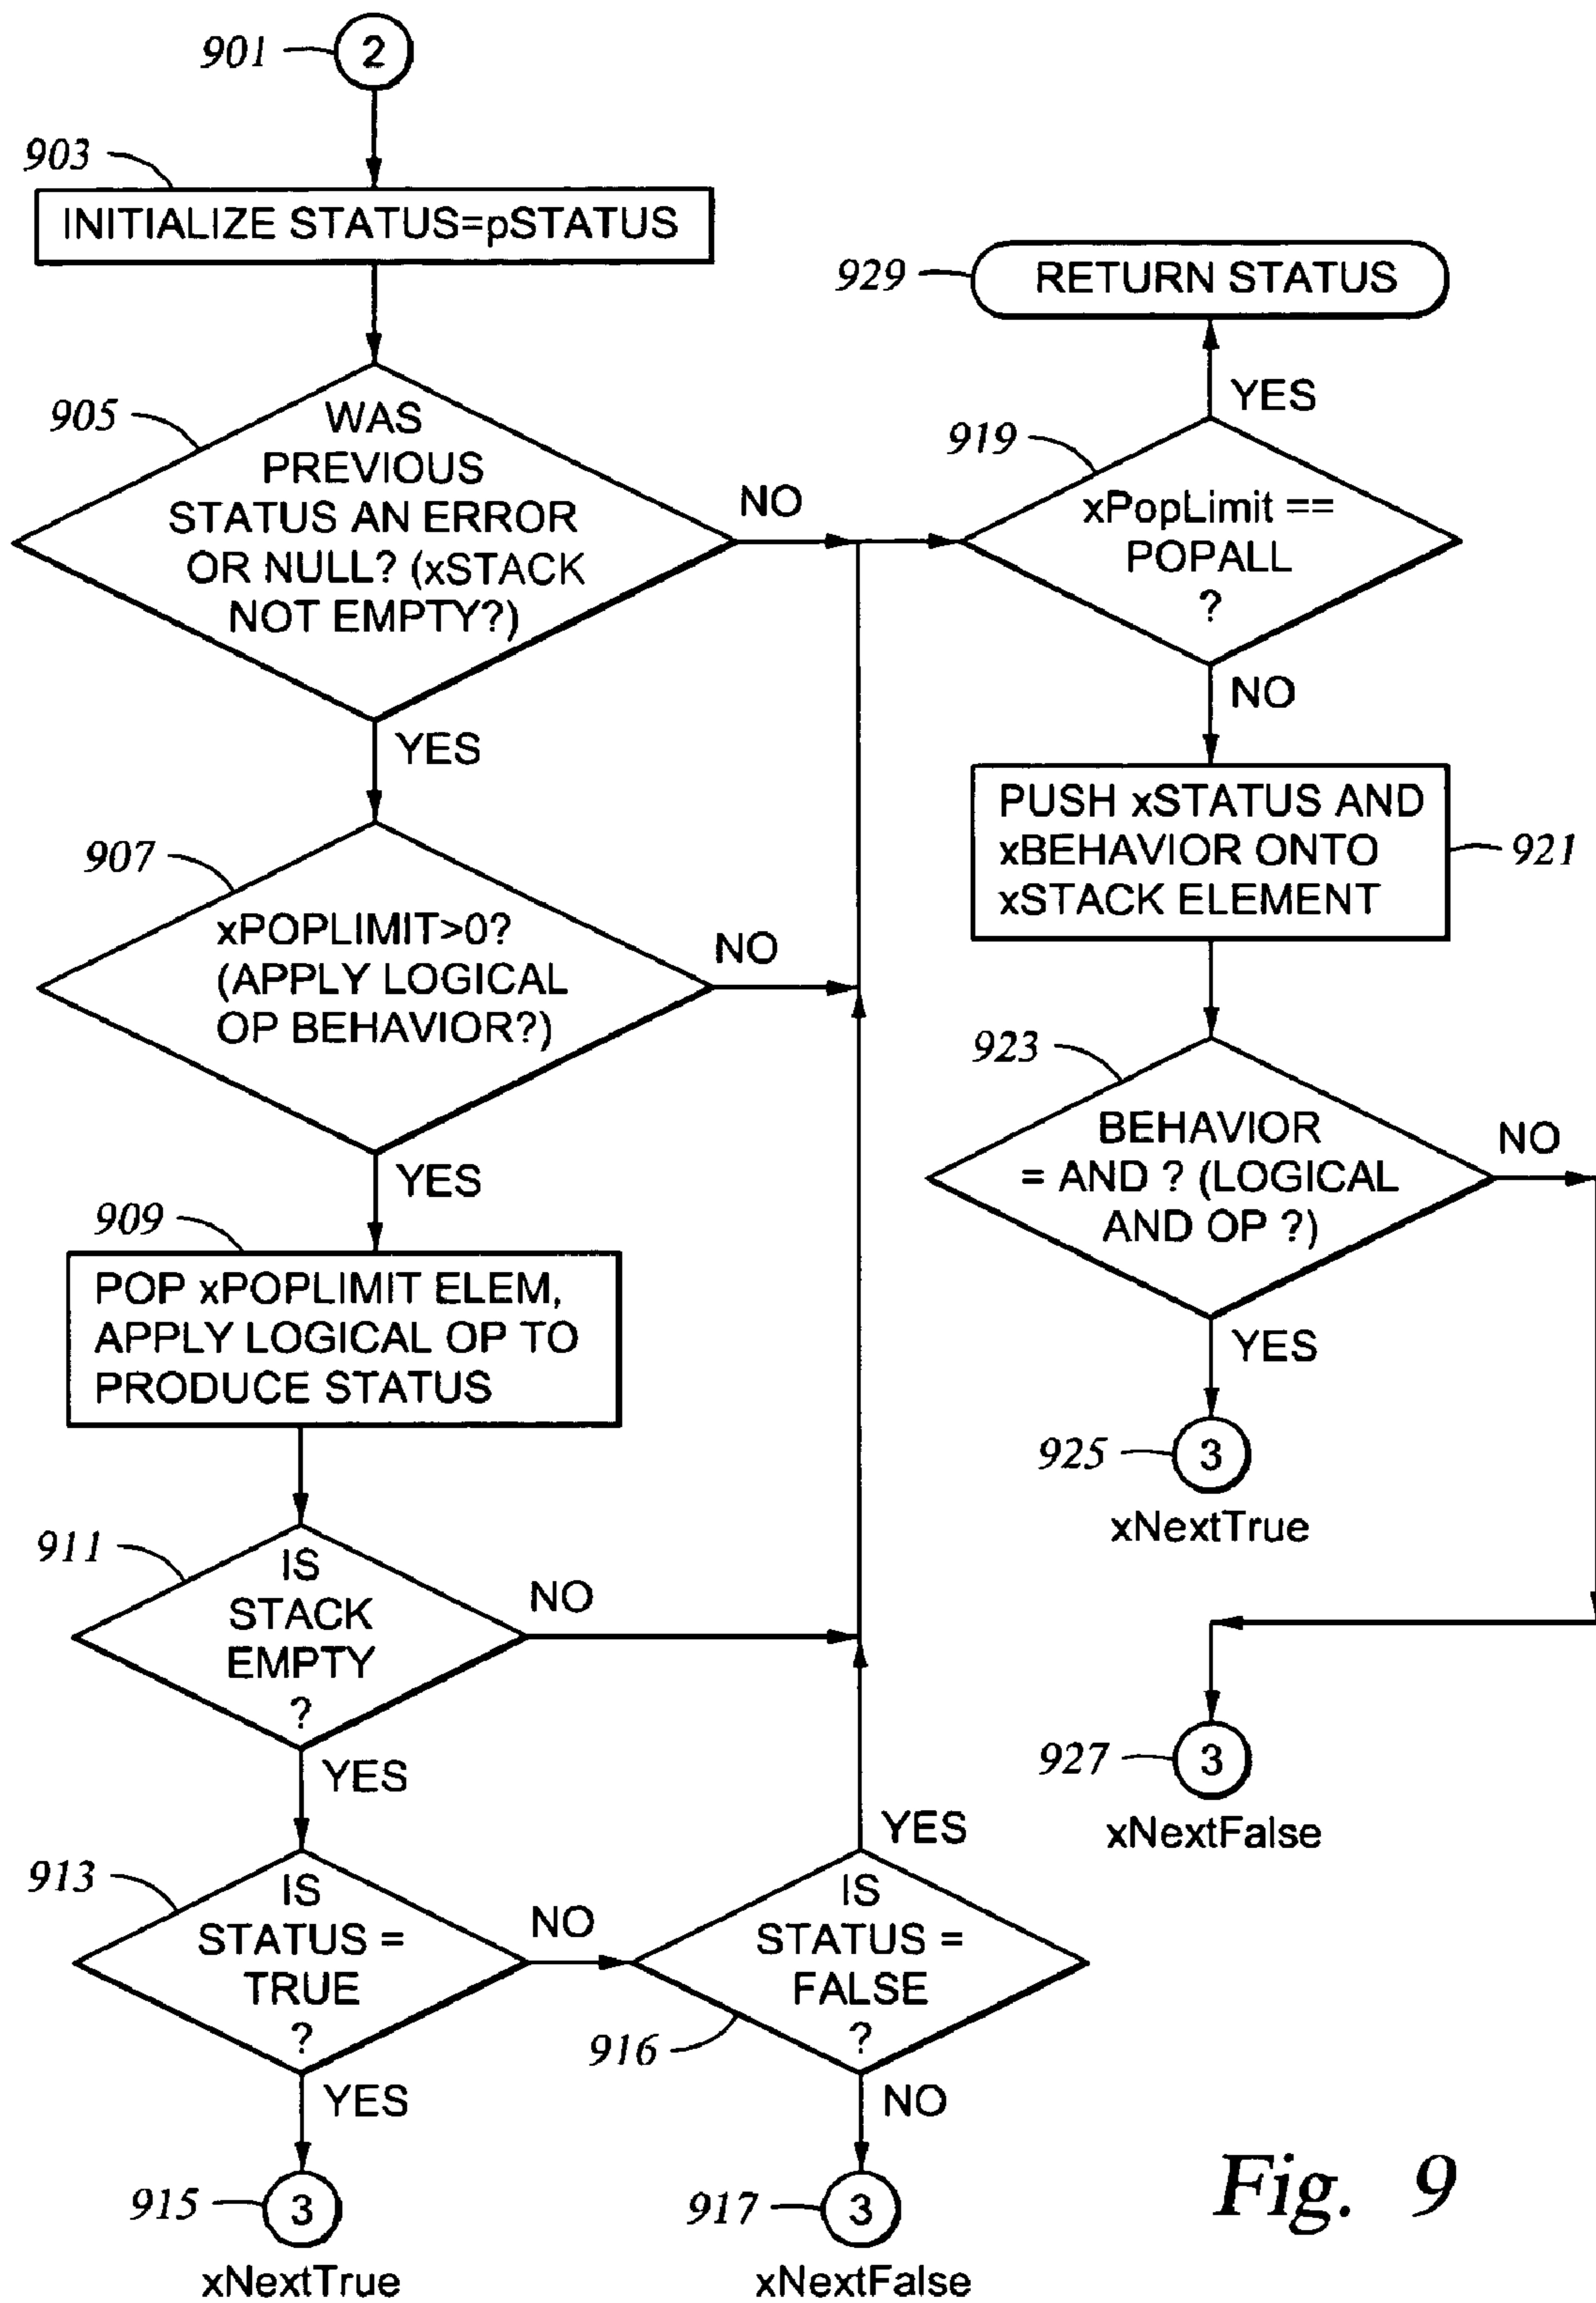 901
2
903
INITIALIZE STATUS=pSTATUS
905
WAS
PREVIOUS
STATUS AN ERROR
OR NULL? (xSTACK
NOT EMPTY?)
NO
YES
907
xPOPLIMIT>0?
(APPLY LOGICAL
OP BEHAVIOR?)
NO
YES
909
POP xPOPLIMIT ELEM,
APPLY LOGICAL OP TO
PRODUCE STATUS
911
IS
STACK
EMPTY
?
NO
YES
913
IS
STATUS =
TRUE
?
NO
YES
915
3
xNextTrue
916
IS
STATUS =
FALSE
?
YES
NO
917
3
xNextFalse
929
RETURN STATUS
YES
919
xPopLimit ==
POPALL
?
NO
PUSH xSTATUS AND
xBEHAVIOR ONTO
xSTACK ELEMENT
921
923
BEHAVIOR
= AND ? (LOGICAL
AND OP ?)
NO
YES
925
3
xNextTrue
927
3
xNextFalse
Fig. 9